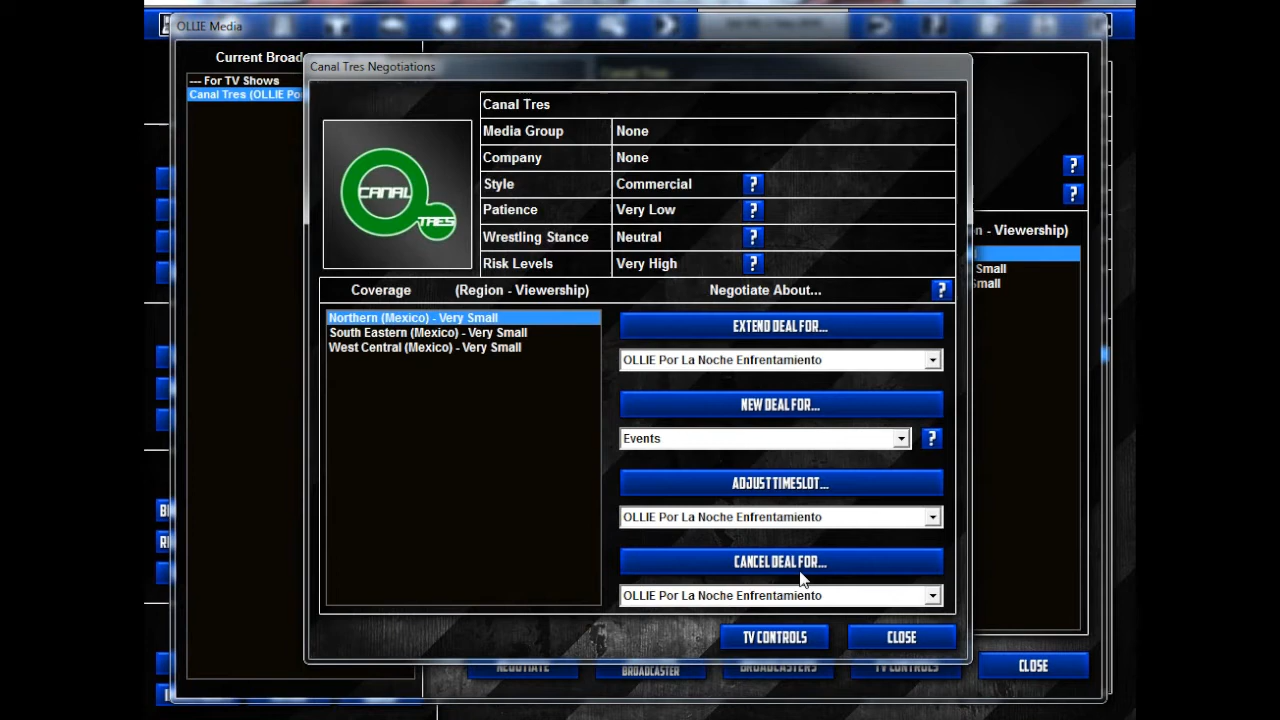 OLLIE Media
Current Broad
--- For TV Shows
Canal Tres (OLLIE Po
Canal Tres Negotiations
CANAL
TRES
Canal Tres
Media Group None
Company None
Style Commercial ?
Patience Very Low ?
Wrestling Stance Neutral ?
Risk Levels Very High ?
Coverage (Region - Viewership) Negotiate About... ?
Northern (Mexico) - Very Small
South Eastern (Mexico) - Very Small
West Central (Mexico) - Very Small
EXTEND DEAL FOR...
OLLIE Por La Noche Enfrentamiento
NEW DEAL FOR...
Events ?
ADJUST TIMESLOT...
OLLIE Por La Noche Enfrentamiento
CANCEL DEAL FOR...
OLLIE Por La Noche Enfrentamiento
TV CONTROLS CLOSE
?
?
n - Viewership)
Small
small
NEGOTIATE BROADCASTER BROADCASTERS TV CONTROLS CLOSE